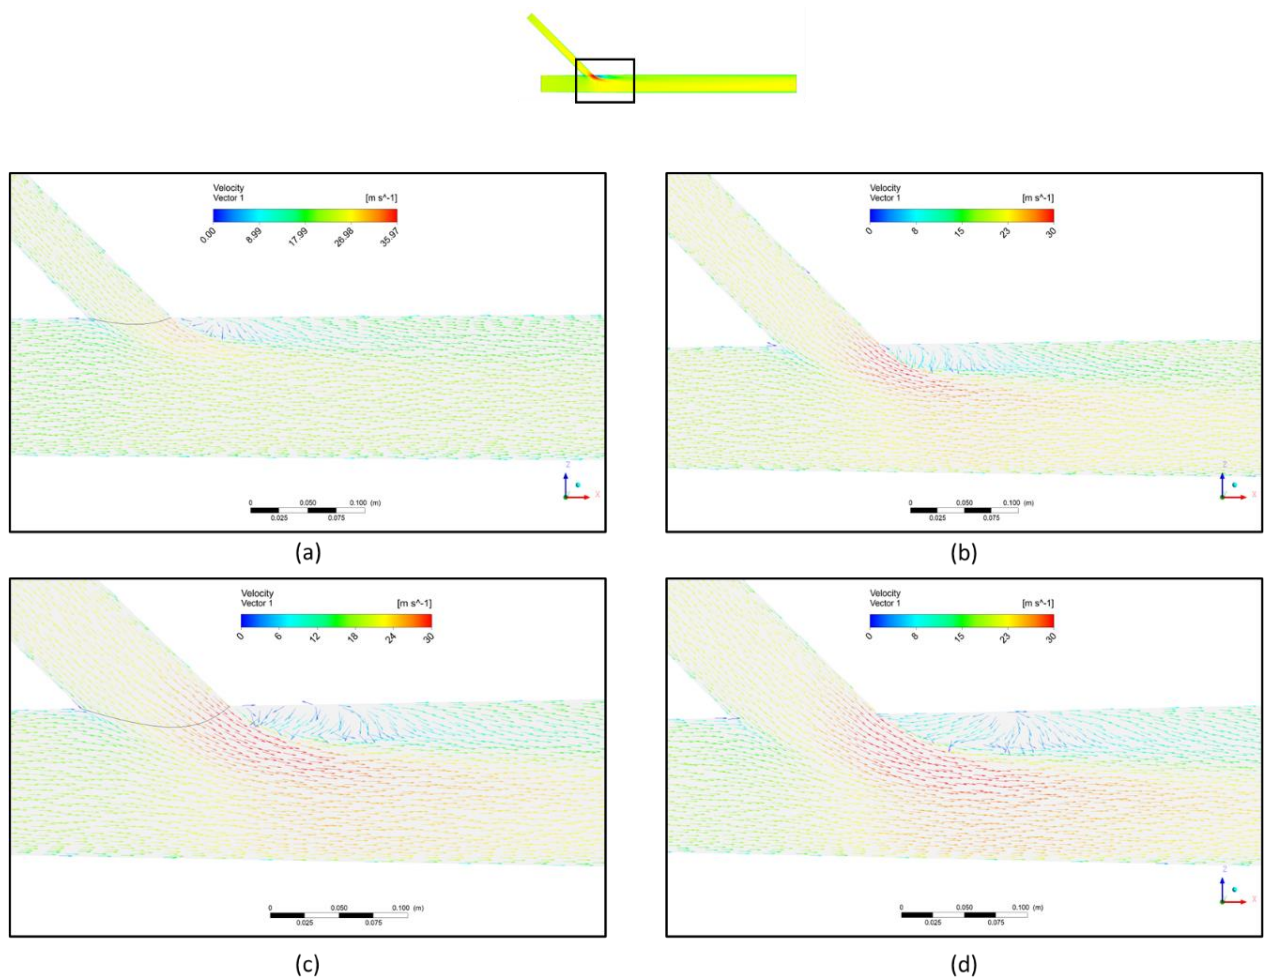 Velocity
Vector 1 [m s^-1]
0.00 8.99 17.99 26.98 35.97
Z
X
0 0.050 0.100 (m)
0.025 0.075
(a)
Velocity
Vector 1 [m s^-1]
0 8 15 23 30
Z
X
0 0.050 0.100 (m)
0.025 0.075
(b)
Velocity
Vector 1 [m s^-1]
0 6 12 18 24 30
0 0.050 0.100 (m)
0.025 0.075
(c)
Velocity
Vector 1 [m s^-1]
0 8 15 23 30
Z
X
0 0.050 0.100 (m)
0.025 0.075
(d)